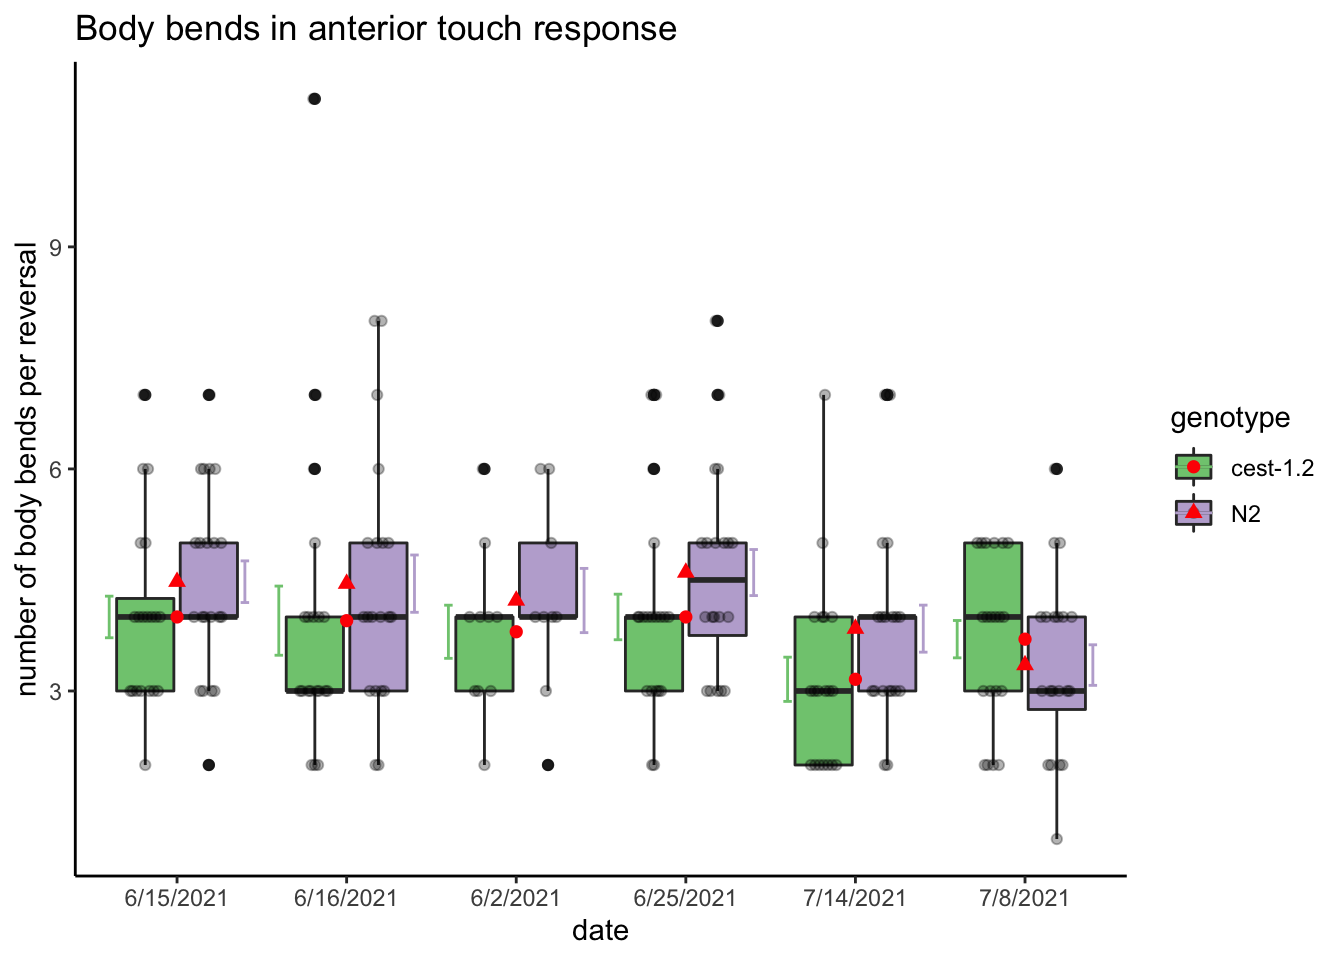 Body bends in anterior touch response
number of body bends per reversal
9
6
3
6/15/2021
6/16/2021
6/2/2021
6/25/2021
7/14/2021
7/8/2021
date
genotype
cest-1.2
N2